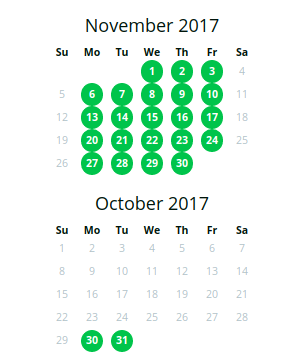 November 2017
Su Mo Tu We Th Fr Sa
1 2 3 4
5 6 7 8 9 10 11
12 13 14 15 16 17 18
19 20 21 22 23 24 25
26 27 28 29 30
October 2017
Su Mo Tu We Th Fr Sa
1 2 3 4 5 6 7
8 9 10 11 12 13 14
15 16 17 18 19 20 21
22 23 24 25 26 27 28
29 30 31